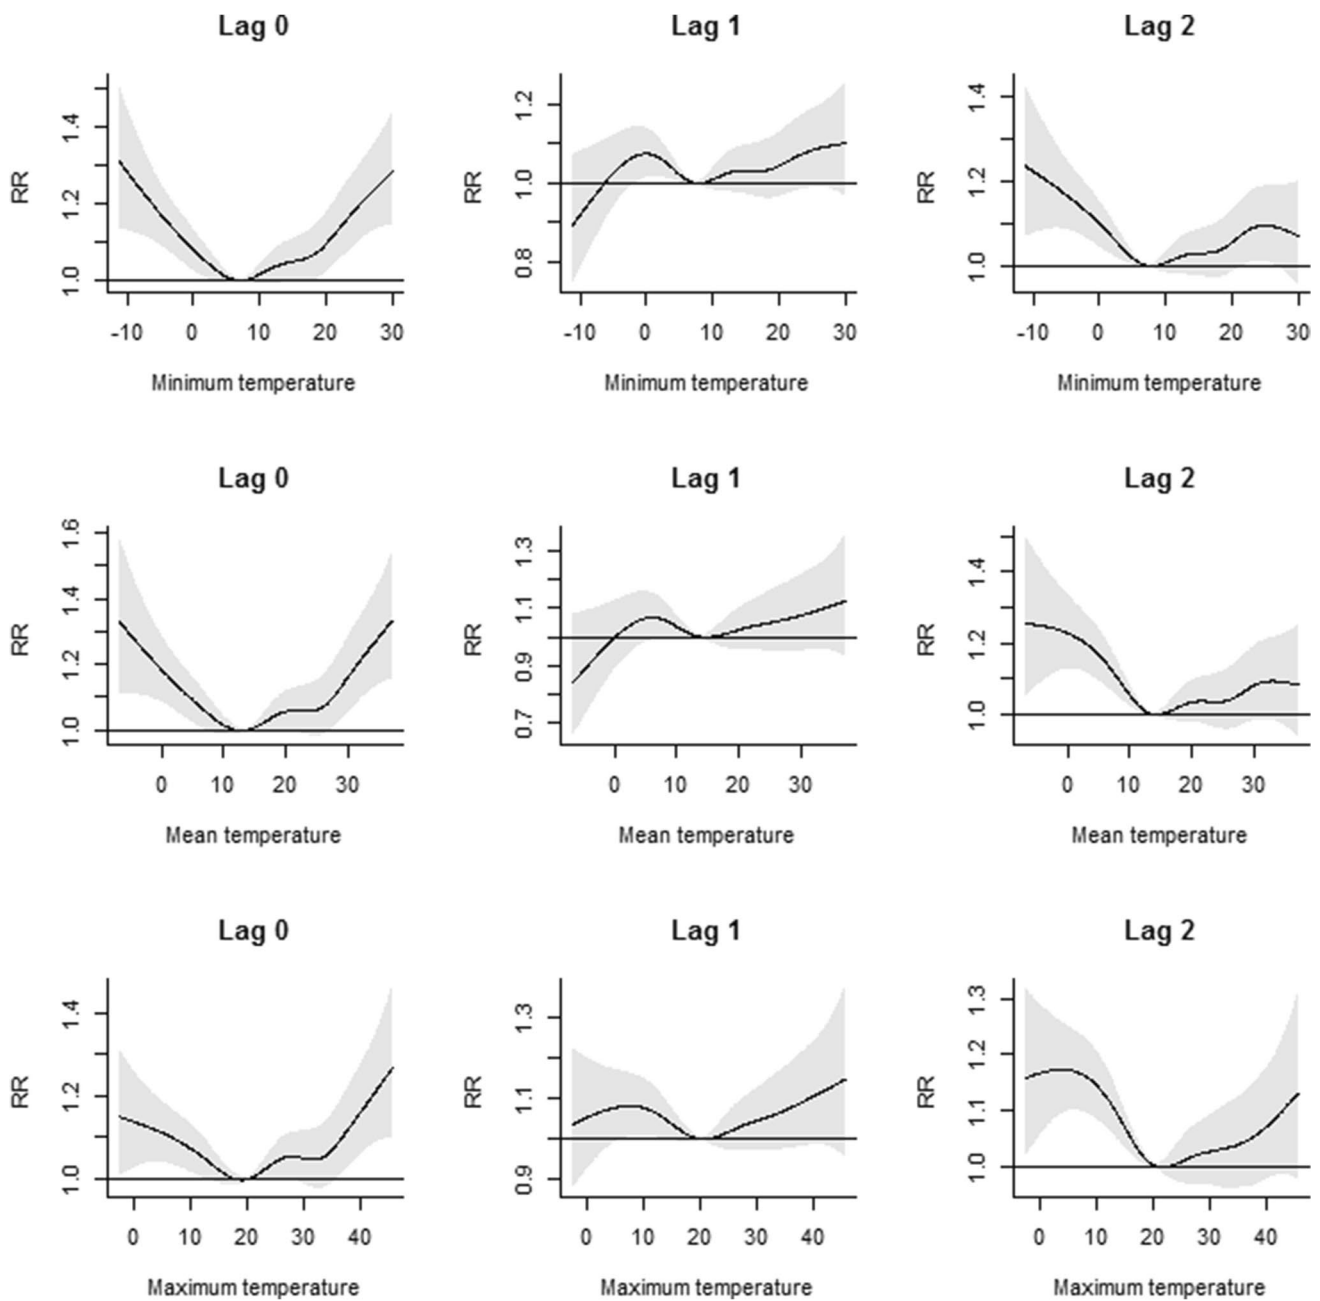 Lag 0
Lag 1
Lag 2
RR
1.0 1.2 1.4
-10 0 10 20 30
Minimum temperature
RR
0.8 1.0 1.2
-10 0 10 20 30
Minimum temperature
RR
1.0 1.2 1.4
-10 0 10 20 30
Minimum temperature
Lag 0
Lag 1
Lag 2
RR
1.0 1.2 1.4 1.6
0 10 20 30
Mean temperature
RR
0.7 0.9 1.1 1.3
0 10 20 30
Mean temperature
RR
1.0 1.2 1.4
0 10 20 30
Mean temperature
Lag 0
Lag 1
Lag 2
RR
1.0 1.2 1.4
0 10 20 30 40
Maximum temperature
RR
0.9 1.1 1.3
0 10 20 30 40
Maximum temperature
RR
1.0 1.1 1.2 1.3
0 10 20 30 40
Maximum temperature